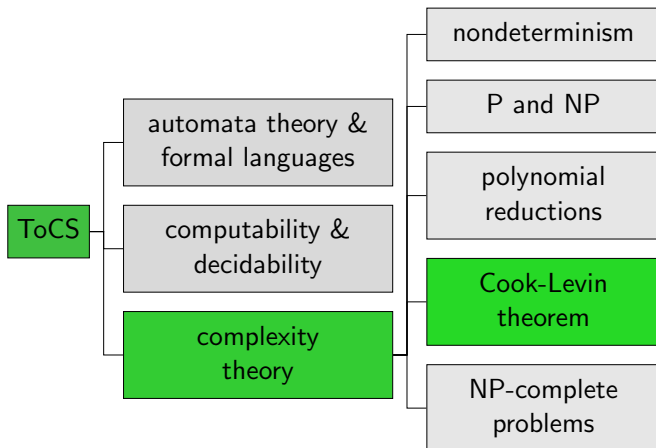 ToCS
automata theory &
formal languages
computability &
decidability
complexity
theory
nondeterminism
P and NP
polynomial
reductions
Cook-Levin
theorem
NP-complete
problems